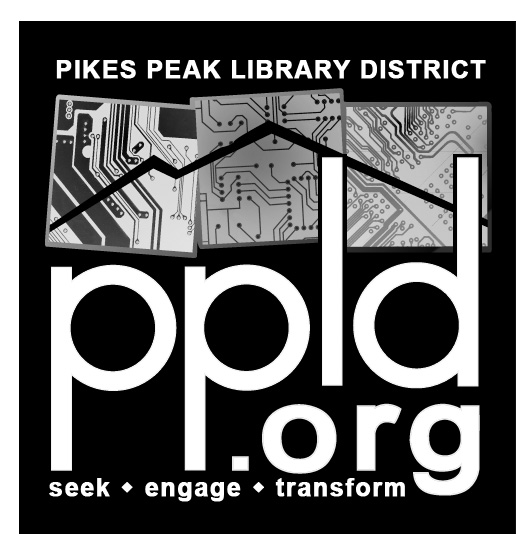 PIKES PEAK LIBRARY DISTRICT
ppld
.org
seek • engage • transform